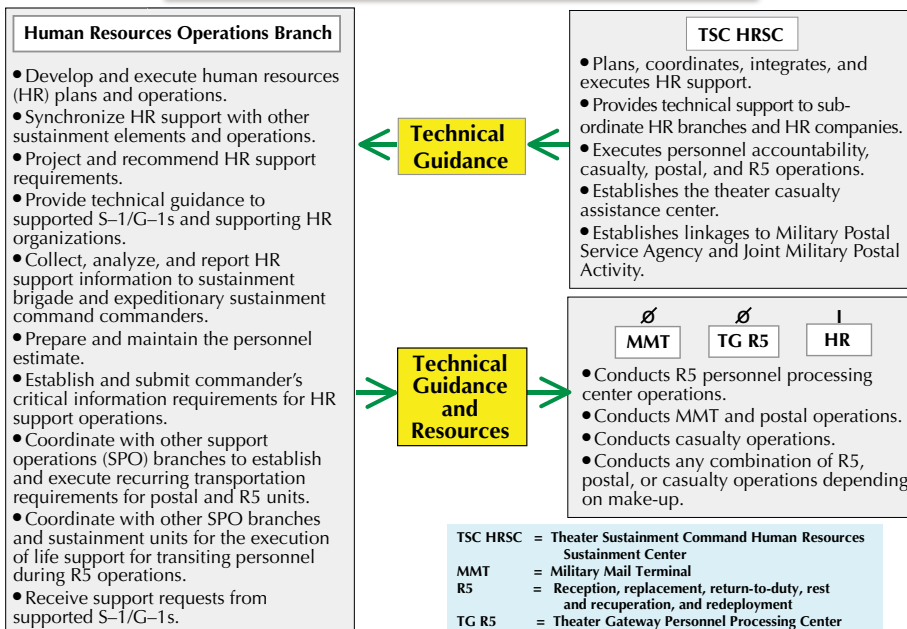 Human Resources Operations Branch
•Develop and execute human resources
(HR) plans and operations.
•Synchronize HR support with other
sustainment elements and operations.
•Project and recommend HR support
requirements.
•Provide technical guidance to
supported S–1/G–1s and supporting HR
organizations.
•Collect, analyze, and report HR
support information to sustainment
brigade and expeditionary sustainment
command commanders.
•Prepare and maintain the personnel
estimate.
•Establish and submit commander’s
critical information requirements for HR
support operations.
•Coordinate with other support
operations (SPO) branches to establish
and execute recurring transportation
requirements for postal and R5 units.
•Coordinate with other SPO branches
and sustainment units for the execution
of life support for transiting personnel
during R5 operations.
•Receive support requests from
supported S–1/G–1s.
Technical
Guidance
TSC HRSC
•Plans, coordinates, integrates, and
executes HR support.
•Provides technical support to sub-
ordinate HR branches and HR companies.
•Executes personnel accountability,
casualty, postal, and R5 operations.
•Establishes the theater casualty
assistance center.
•Establishes linkages to Military Postal
Service Agency and Joint Military Postal
Activity.
Technical
Guidance
and
Resources
Ø Ø I
MMT TG R5 HR
•Conducts R5 personnel processing
center operations.
•Conducts MMT and postal operations.
•Conducts casualty operations.
•Conducts any combination of R5,
postal, or casualty operations depending
on make-up.
TSC HRSC = Theater Sustainment Command Human Resources
Sustainment Center
MMT = Military Mail Terminal
R5 = Reception, replacement, return-to-duty, rest
and recuperation, and redeployment
TG R5 = Theater Gateway Personnel Processing Center